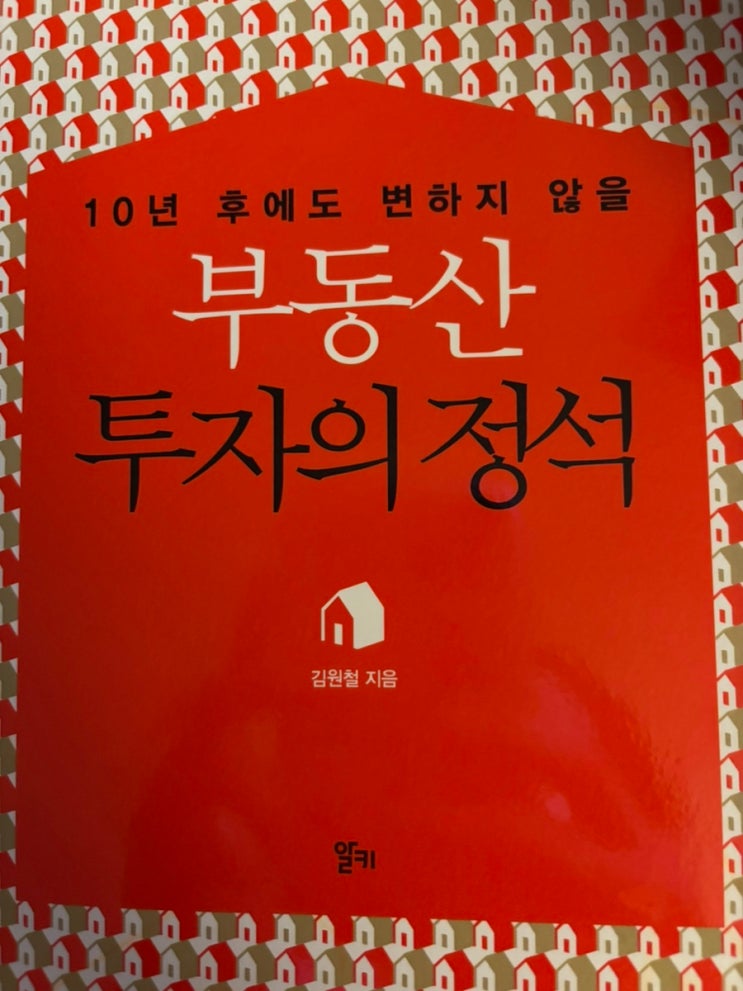 10년 후에도 변하지 않을
부동산
투자의 정석
김원철 지음
알키